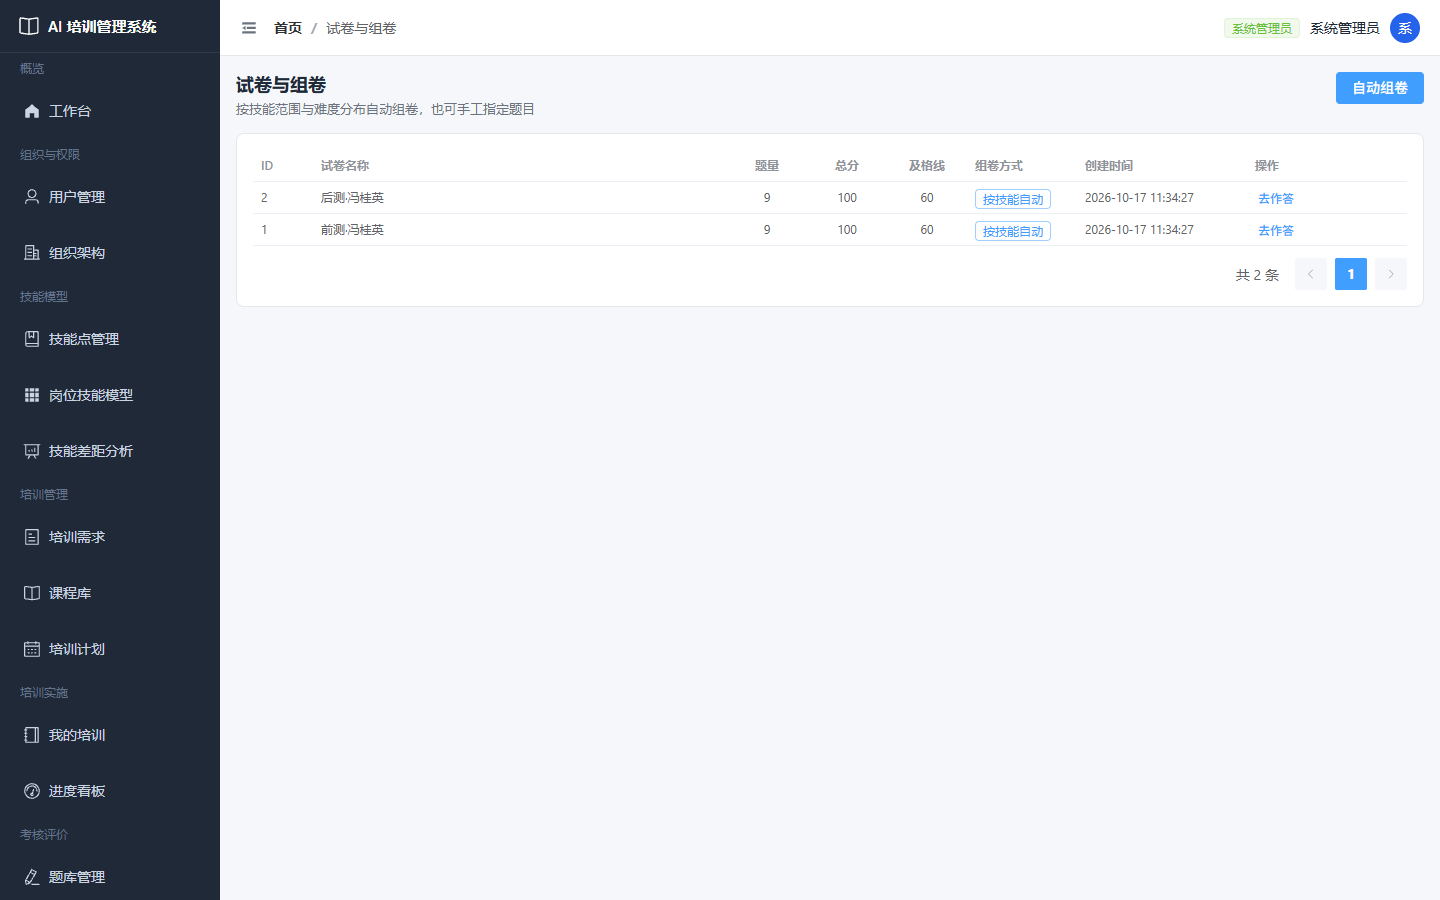 AI 培训管理系统
概览
工作台
组织与权限
用户管理
组织架构
技能模型
技能点管理
岗位技能模型
技能差距分析
培训管理
培训需求
课程库
培训计划
培训实施
我的培训
进度看板
考核评价
题库管理
首页 / 试卷与组卷
系统管理员 系统管理员 系
试卷与组卷
按技能范围与难度分布自动组卷，也可手工指定题目
自动组卷
ID 试卷名称 题量 总分 及格线 组卷方式 创建时间 操作
2 后测·冯桂英 9 100 60 按技能自动 2026-10-17 11:34:27 去作答
1 前测·冯桂英 9 100 60 按技能自动 2026-10-17 11:34:27 去作答
共 2 条 1